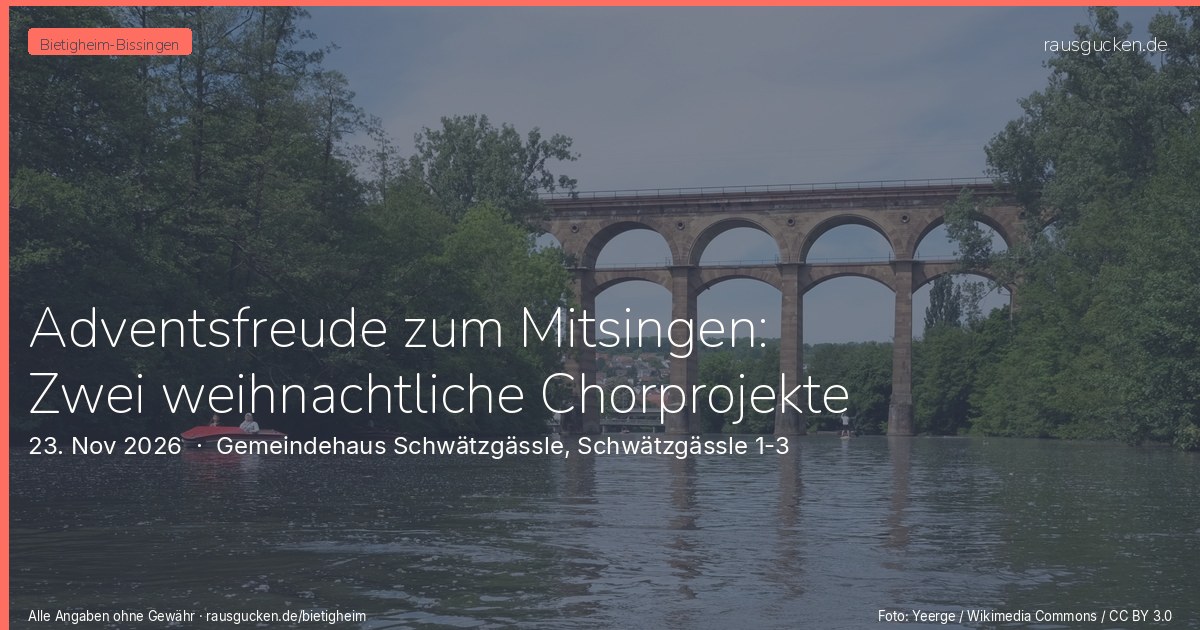 Bietigheim-Bissingen
rausgucken.de
Adventsfreude zum Mitsingen:
Zwei weihnachtliche Chorprojekte
23. Nov 2026 · Gemeindehaus Schwätzgässle, Schwätzgässle 1-3
Alle Angaben ohne Gewähr · rausgucken.de/bietigheim
Foto: Yeerge / Wikimedia Commons / CC BY 3.0